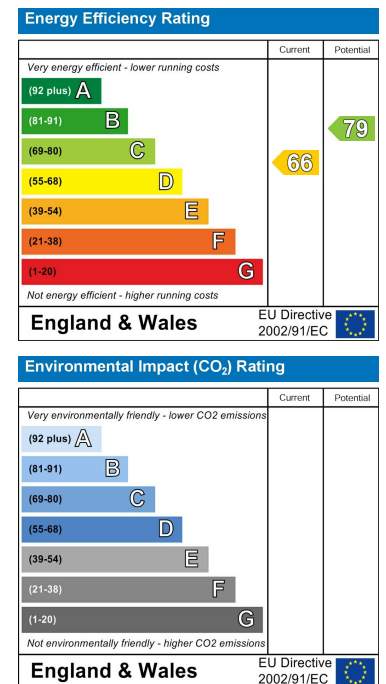 Energy Efficiency Rating
Current Potential
Very energy efficient - lower running costs
(92 plus) A
(81-91) B
79
(69-80) C
66
(55-68) D
(39-54) E
(21-38) F
(1-20) G
Not energy efficient - higher running costs
England & Wales
EU Directive
2002/91/EC
Environmental Impact (CO₂) Rating
Current Potential
Very environmentally friendly - lower CO2 emissions
(92 plus) A
(81-91) B
(69-80) C
(55-68) D
(39-54) E
(21-38) F
(1-20) G
Not environmentally friendly - higher CO2 emissions
England & Wales
EU Directive
2002/91/EC